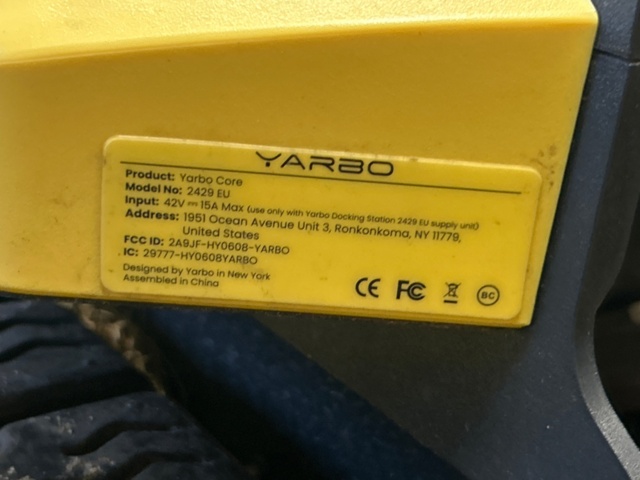 YARBO
Product: Yarbo Core
Model No: 2429 EU
Input: 42V ⎓ 15A Max (use only with Yarbo Docking Station 2429 EU supply unit)
Address: 1951 Ocean Avenue Unit 3, Ronkonkoma, NY 11779,
United States
FCC ID: 2A9JF-HY0608-YARBO
IC: 29777-HY0608YARBO
Designed by Yarbo in New York
Assembled in China
CE FC BC